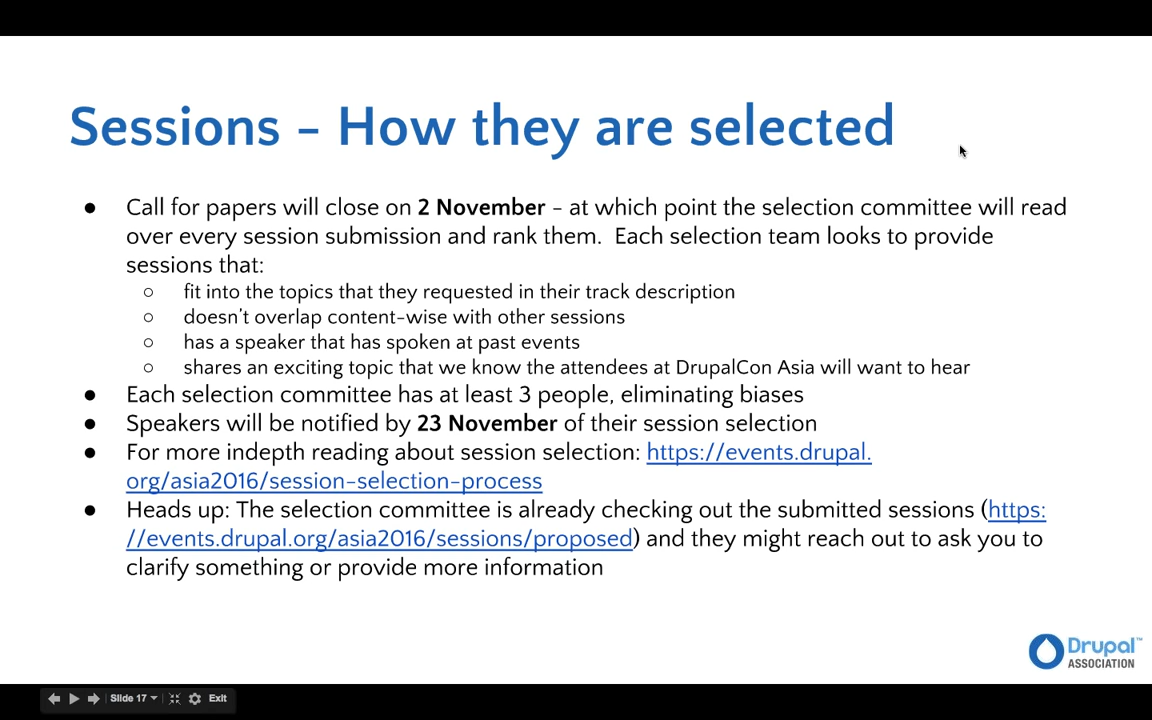 Sessions - How they are selected
● Call for papers will close on 2 November - at which point the selection committee will read
over every session submission and rank them. Each selection team looks to provide
sessions that:
○ fit into the topics that they requested in their track description
○ doesn't overlap content-wise with other sessions
○ has a speaker that has spoken at past events
○ shares an exciting topic that we know the attendees at DrupalCon Asia will want to hear
● Each selection committee has at least 3 people, eliminating biases
● Speakers will be notified by 23 November of their session selection
● For more indepth reading about session selection: https://events.drupal.
org/asia2016/session-selection-process
● Heads up: The selection committee is already checking out the submitted sessions (https:
//events.drupal.org/asia2016/sessions/proposed) and they might reach out to ask you to
clarify something or provide more information
Drupal™
ASSOCIATION
Slide 17 Exit